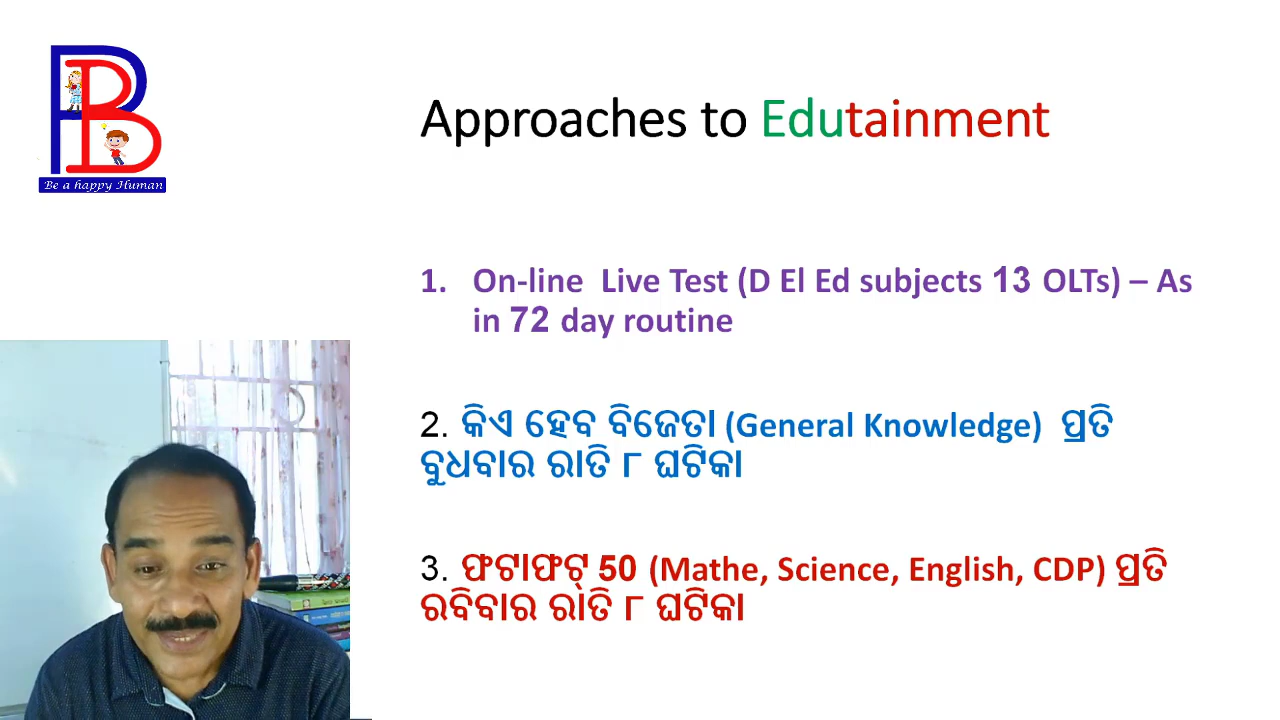 Be a happy Human
Approaches to Edutainment
1. On-line Live Test (D El Ed subjects 13 OLTs) – As
in 72 day routine
2. କିଏ ହେବ ବିଜେତା (General Knowledge) ପ୍ରତି
ବୁଧବାର ରାତି ୮ ଘଟିକା
3. ଫଟାଫଟ୍ 50 (Mathe, Science, English, CDP) ପ୍ରତି
ରବିବାର ରାତି ୮ ଘଟିକା